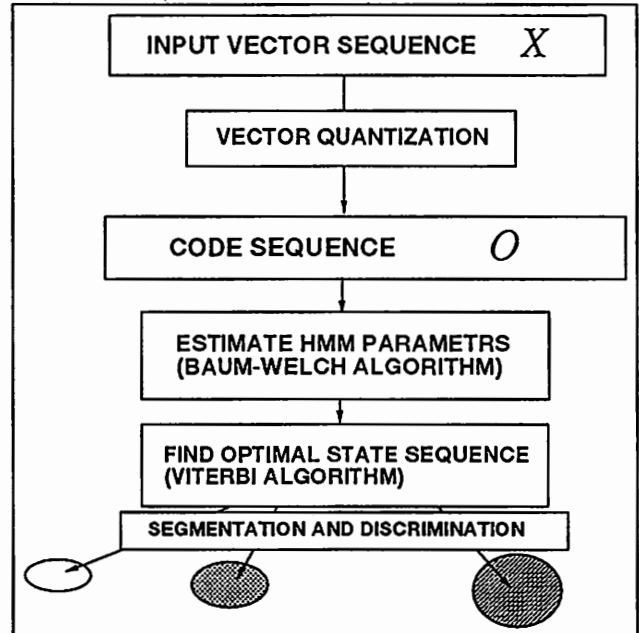 INPUT VECTOR SEQUENCE X
VECTOR QUANTIZATION
CODE SEQUENCE O
ESTIMATE HMM PARAMETRS
(BAUM-WELCH ALGORITHM)
FIND OPTIMAL STATE SEQUENCE
(VITERBI ALGORITHM)
SEGMENTATION AND DISCRIMINATION